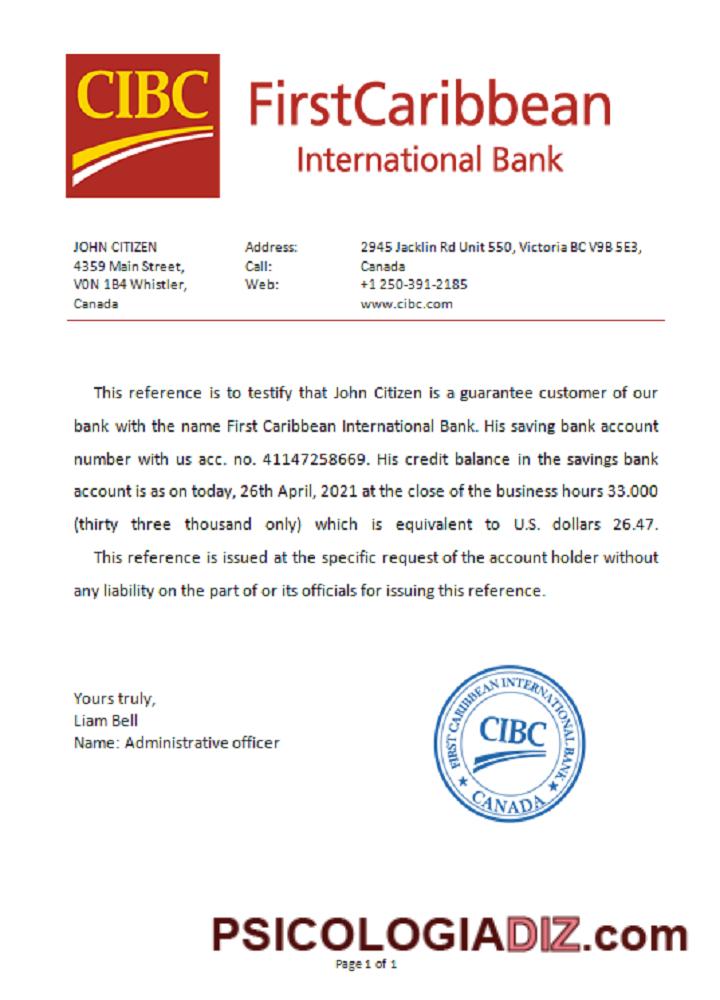 CIBC
FirstCaribbean
International Bank
JOHN CITIZEN
4359 Main Street,
V0N 1B4 Whistler,
Canada
Address:
Call:
Web:
2945 Jacklin Rd Unit 550, Victoria BC V9B 5E3,
Canada
+1 250-391-2185
www.cibc.com
This reference is to testify that John Citizen is a guarantee customer of our
bank with the name First Caribbean International Bank. His saving bank account
number with us acc. no. 41147258669. His credit balance in the savings bank
account is as on today, 26th April, 2021 at the close of the business hours 33.000
(thirty three thousand only) which is equivalent to U.S. dollars 26.47.
This reference is issued at the specific request of the account holder without
any liability on the part of or its officials for issuing this reference.
Yours truly,
Liam Bell
Name: Administrative officer
FIRST CARIBBEAN INTERNATIONAL BANK
CIBC
CANADA
PSICOLOGIADIZ.com
Page 1 of 1